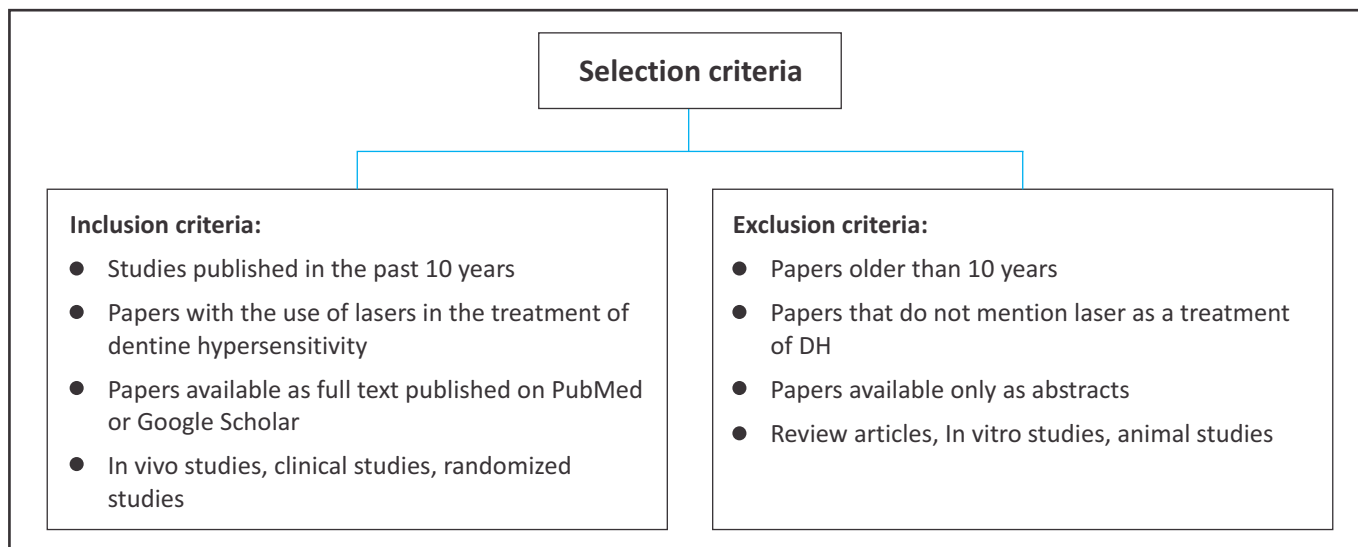 Selection criteria
Inclusion criteria:
● Studies published in the past 10 years
● Papers with the use of lasers in the treatment of
dentine hypersensitivity
● Papers available as full text published on PubMed
or Google Scholar
● In vivo studies, clinical studies, randomized
studies
Exclusion criteria:
● Papers older than 10 years
● Papers that do not mention laser as a treatment
of DH
● Papers available only as abstracts
● Review articles, In vitro studies, animal studies